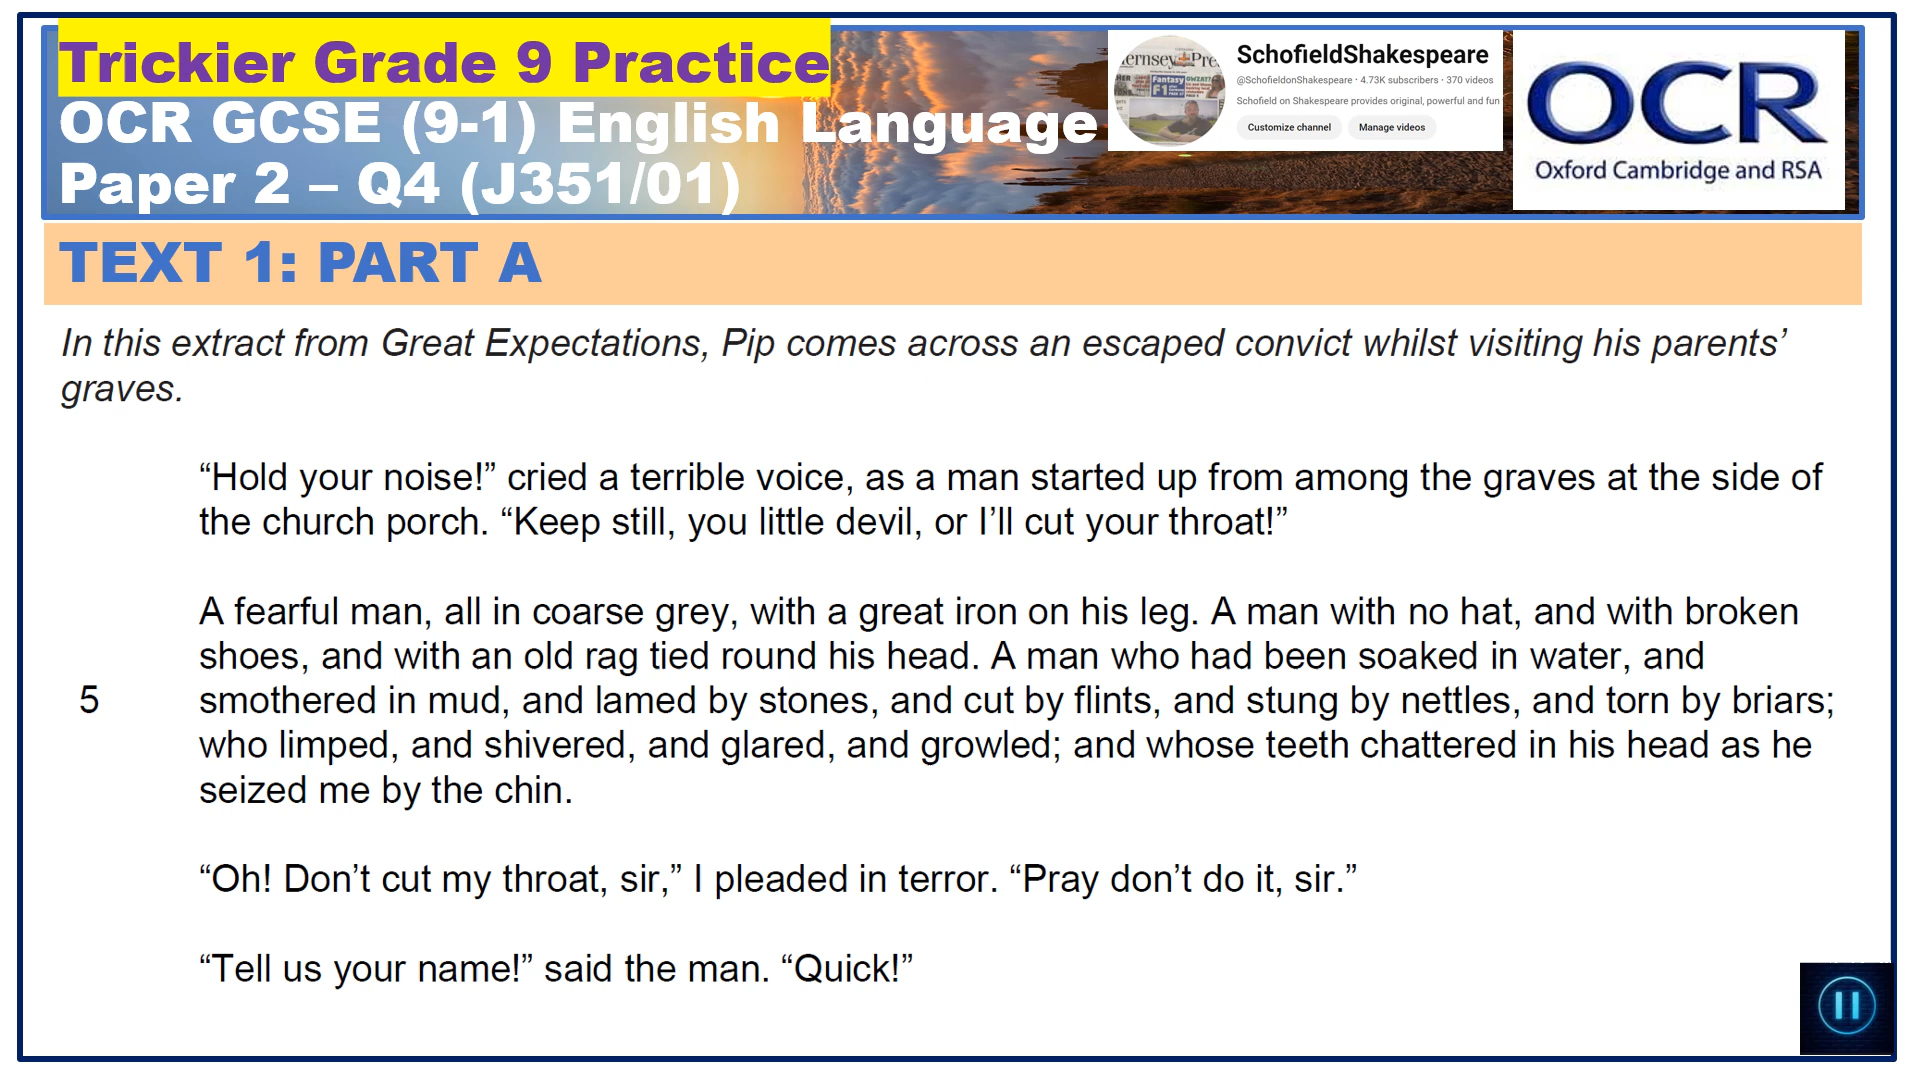 Trickier Grade 9 Practice
OCR GCSE (9-1) English Language
Paper 2 – Q4 (J351/01)
SchofieldShakespeare
@SchofieldonShakespeare · 4.73K subscribers · 370 videos
Schofield on Shakespeare provides original, powerful and fun
Customize channel
Manage videos
OCR
Oxford Cambridge and RSA
TEXT 1: PART A
In this extract from Great Expectations, Pip comes across an escaped convict whilst visiting his parents’
graves.
“Hold your noise!” cried a terrible voice, as a man started up from among the graves at the side of
the church porch. “Keep still, you little devil, or I’ll cut your throat!”
A fearful man, all in coarse grey, with a great iron on his leg. A man with no hat, and with broken
shoes, and with an old rag tied round his head. A man who had been soaked in water, and
5 smothered in mud, and lamed by stones, and cut by flints, and stung by nettles, and torn by briars;
who limped, and shivered, and glared, and growled; and whose teeth chattered in his head as he
seized me by the chin.
“Oh! Don’t cut my throat, sir,” I pleaded in terror. “Pray don’t do it, sir.”
“Tell us your name!” said the man. “Quick!”